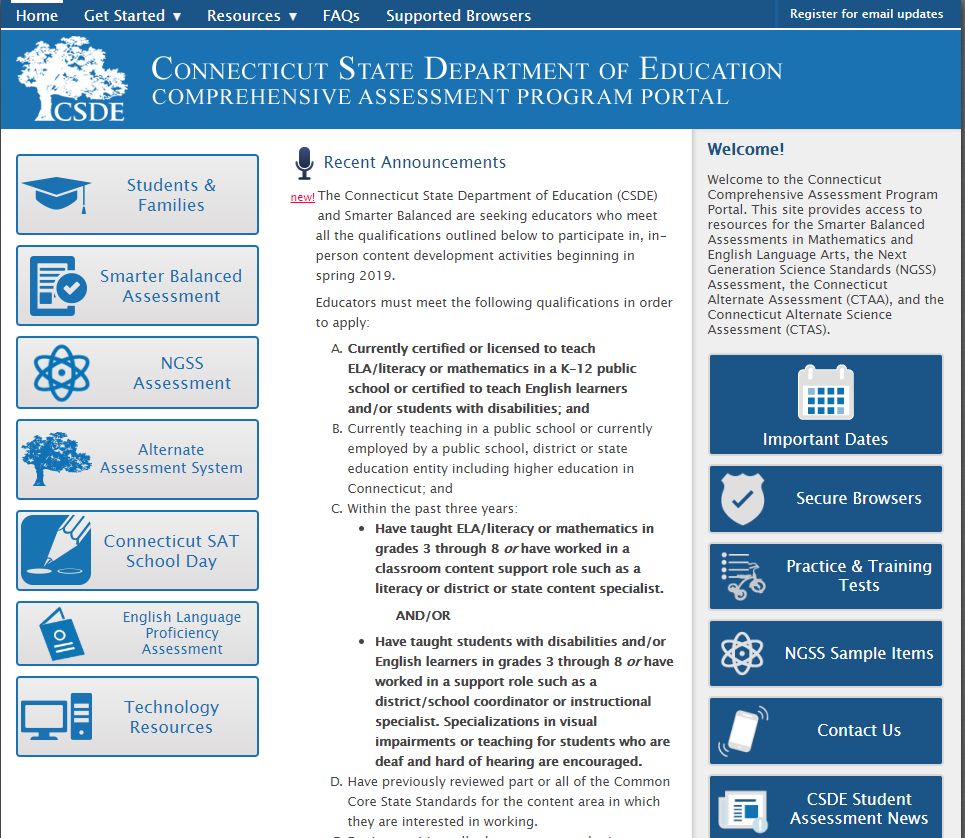 Home Get Started ▼ Resources ▼ FAQs Supported Browsers Register for email updates
CSDE
CONNECTICUT STATE DEPARTMENT OF EDUCATION
COMPREHENSIVE ASSESSMENT PROGRAM PORTAL
Students &
Families
Smarter Balanced
Assessment
NGSS
Assessment
Alternate
Assessment System
Connecticut SAT
School Day
English Language
Proficiency
Assessment
Technology
Resources
Recent Announcements
new! The Connecticut State Department of Education (CSDE)
and Smarter Balanced are seeking educators who meet
all the qualifications outlined below to participate in, in-
person content development activities beginning in
spring 2019.
Educators must meet the following qualifications in order
to apply:
A. Currently certified or licensed to teach
ELA/literacy or mathematics in a K-12 public
school or certified to teach English learners
and/or students with disabilities; and
B. Currently teaching in a public school or currently
employed by a public school, district or state
education entity including higher education in
Connecticut; and
C. Within the past three years:
• Have taught ELA/literacy or mathematics in
grades 3 through 8 or have worked in a
classroom content support role such as a
literacy or district or state content specialist.
AND/OR
• Have taught students with disabilities and/or
English learners in grades 3 through 8 or have
worked in a support role such as a
district/school coordinator or instructional
specialist. Specializations in visual
impairments or teaching for students who are
deaf and hard of hearing are encouraged.
D. Have previously reviewed part or all of the Common
Core State Standards for the content area in which
they are interested in working.
Welcome!
Welcome to the Connecticut
Comprehensive Assessment Program
Portal. This site provides access to
resources for the Smarter Balanced
Assessments in Mathematics and
English Language Arts, the Next
Generation Science Standards (NGSS)
Assessment, the Connecticut
Alternate Assessment (CTAA), and the
Connecticut Alternate Science
Assessment (CTAS).
Important Dates
Secure Browsers
Practice & Training
Tests
NGSS Sample Items
Contact Us
CSDE Student
Assessment News